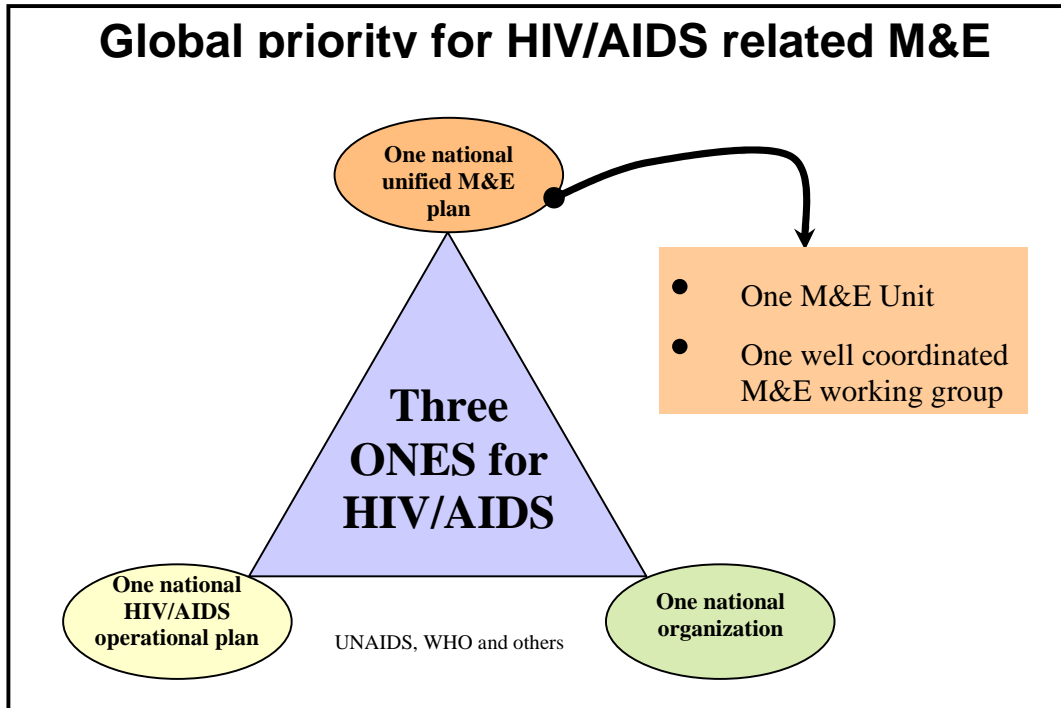 Global priority for HIV/AIDS related M&E
One national
unified M&E
plan
• One M&E Unit
• One well coordinated
M&E working group
Three
ONES for
HIV/AIDS
One national
HIV/AIDS
operational plan
UNAIDS, WHO and others
One national
organization